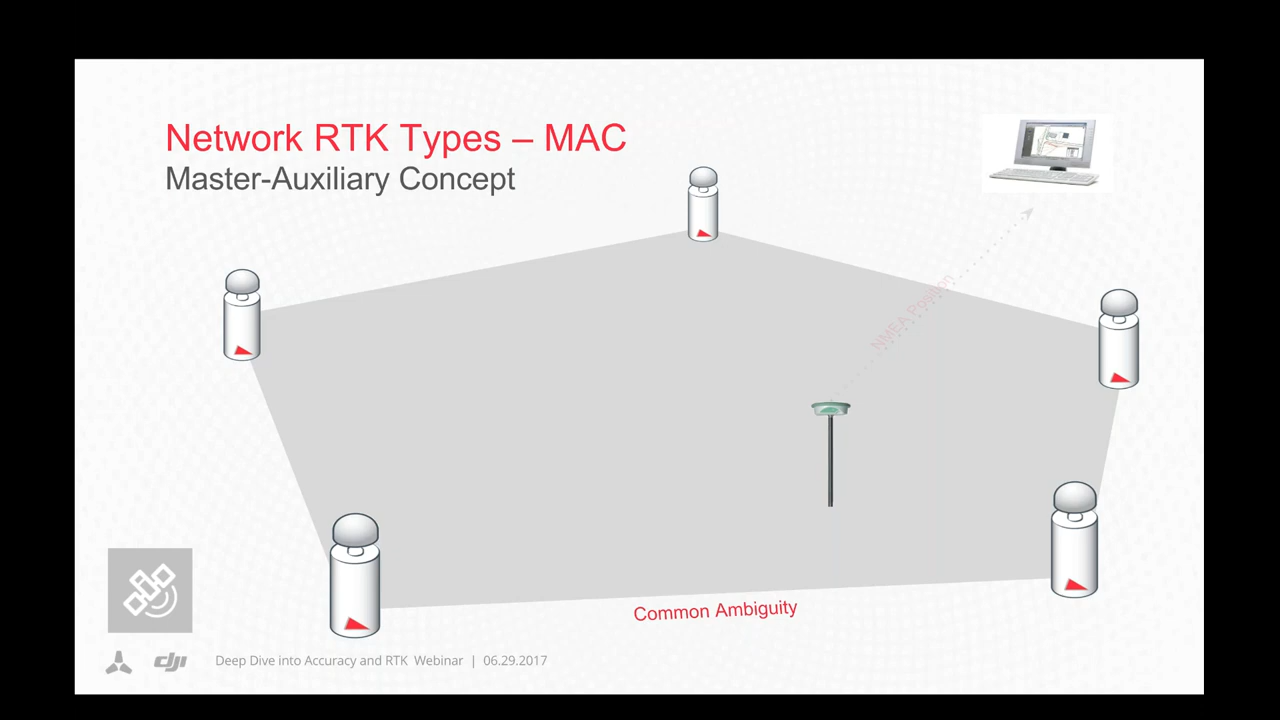 Network RTK Types – MAC
Master-Auxiliary Concept
NMEA Position
Common Ambiguity
dji
Deep Dive into Accuracy and RTK Webinar | 06.29.2017